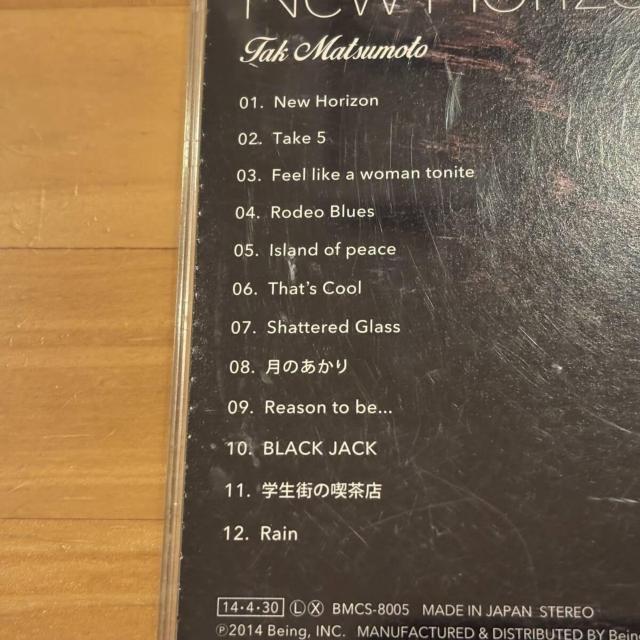 New Horizo
Tak Matsumoto
01. New Horizon
02. Take 5
03. Feel like a woman tonite
04. Rodeo Blues
05. Island of peace
06. That's Cool
07. Shattered Glass
08. 月のあかり
09. Reason to be...
10. BLACK JACK
11. 学生街の喫茶店
12. Rain
14・4・30 Ⓛ Ⓧ BMCS-8005 MADE IN JAPAN STEREO
℗2014 Being, INC. MANUFACTURED & DISTRIBUTED BY Bein